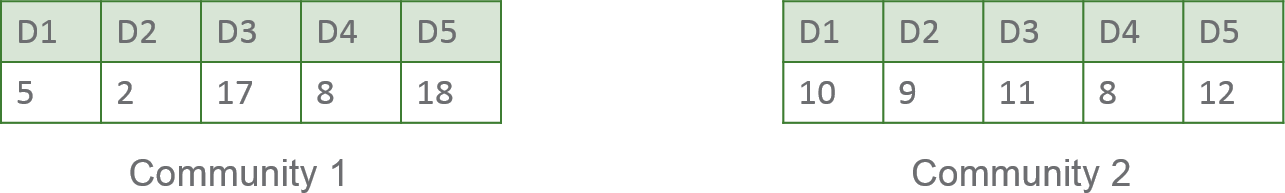 D1 D2 D3 D4 D5
5 2 17 8 18
Community 1
D1 D2 D3 D4 D5
10 9 11 8 12
Community 2